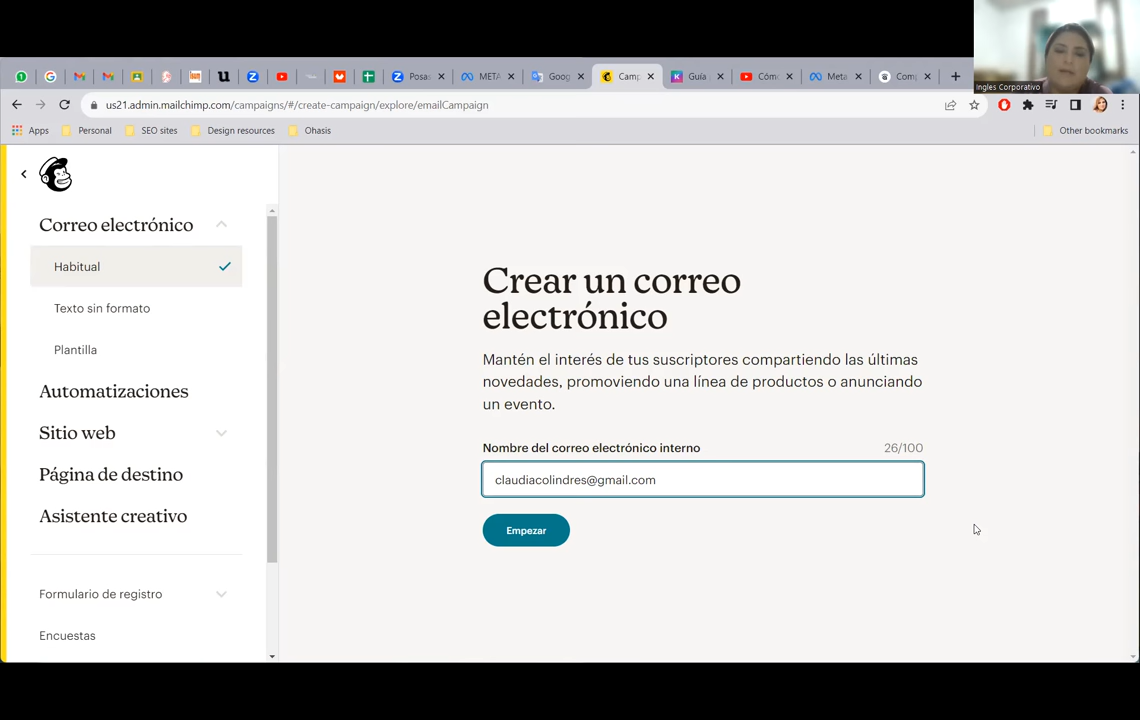 Ingles Corporativo
Posa
META
Goog
Camp
Guía
Cómo
Meta
Comp
us21.admin.mailchimp.com/campaigns/#/create-campaign/explore/emailCampaign
Apps
Personal
SEO sites
Design resources
Ohasis
Other bookmarks
Correo electrónico
Habitual
Texto sin formato
Plantilla
Automatizaciones
Sitio web
Página de destino
Asistente creativo
Formulario de registro
Encuestas
Crear un correo
electrónico
Mantén el interés de tus suscriptores compartiendo las últimas
novedades, promoviendo una línea de productos o anunciando
un evento.
Nombre del correo electrónico interno
26/100
claudiacolindres@gmail.com
Empezar